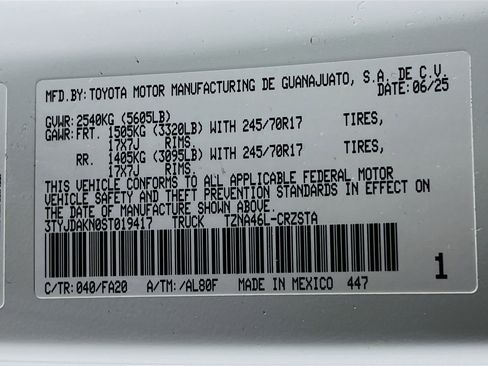 MFD.BY:TOYOTA MOTOR MANUFACTURING DE GUANAJUATO, S.A. DE C.V.
DATE: 06/25
GVWR:2540KG (5605LB)
GAWR:FRT. 1505KG (3320LB) WITH 245/70R17 TIRES,
17X7J RIMS.
RR. 1405KG (3095LB) WITH 245/70R17 TIRES,
17X7J RIMS.
THIS VEHICLE CONFORMS TO ALL APPLICABLE FEDERAL MOTOR
VEHICLE SAFETY AND THEFT PREVENTION STANDARDS IN EFFECT ON
THE DATE OF MANUFACTURE SHOWN ABOVE.
3TYJDAKN0ST019417 TRUCK TZNA46L-CRZSTA
1
C/TR:040/FA20 A/TM:/AL80F MADE IN MEXICO 447